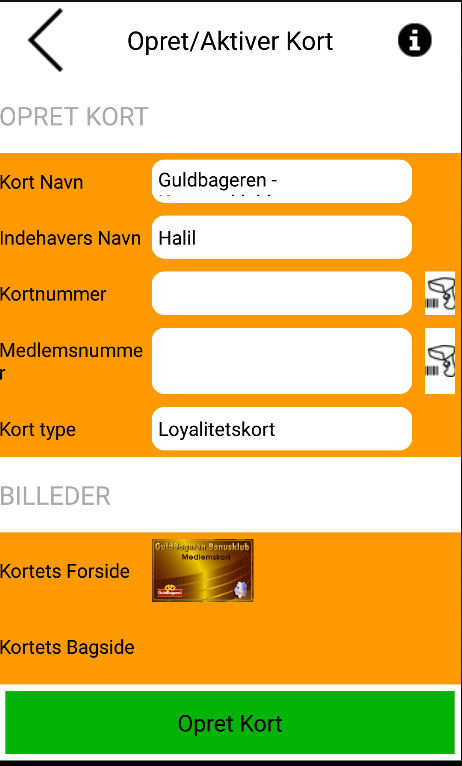 Opret/Aktiver Kort
OPRET KORT
Kort Navn
Guldbageren -
Indehavers Navn
Halil
Kortnummer
Medlemsnumme
r
Kort type
Loyalitetskort
BILLEDER
Kortets Forside
GuldBageren Bonusklub
Medlemskort
GuldBageren
Kortets Bagside
Opret Kort